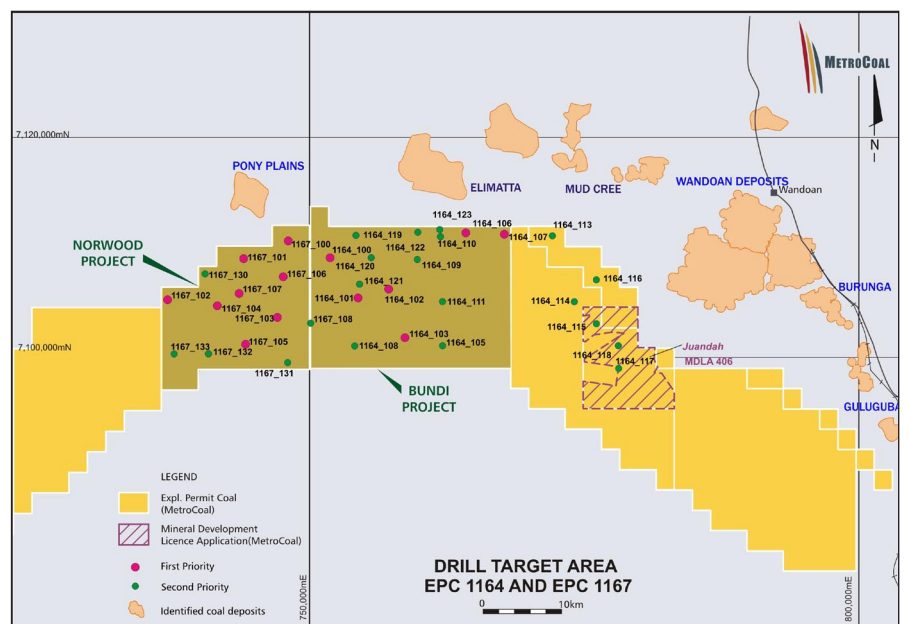 METROCOAL
7,120,000mN
N
PONY PLAINS
ELIMATTA
MUD CREE
WANDOAN DEPOSITS
Wandoan
1164_123
1164_106
1164_113
1164_119
1167_100
1164_100
1164_122
1164_110
1164_107
NORWOOD
PROJECT
1167_101
1164_120
1164_109
1167_130
1167_106
1164_121
1164_116
1167_102
1167_107
1164_101
1164_102
1164_111
1164_114
BURUNGA
1167_104
1167_103
1167_108
1164_115
1164_103
7,100,000mN
1167_133
1167_132
1167_105
1164_108
1164_105
Juandah
MDLA 406
1164_118
1164_117
1167_131
BUNDI
PROJECT
GULUGUBA
LEGEND
Expl. Permit Coal
(MetroCoal)
Mineral Development
Licence Application(MetroCoal)
First Priority
Second Priority
Identified coal deposits
DRILL TARGET AREA
EPC 1164 AND EPC 1167
0
10km
750,000mE
800,000mE